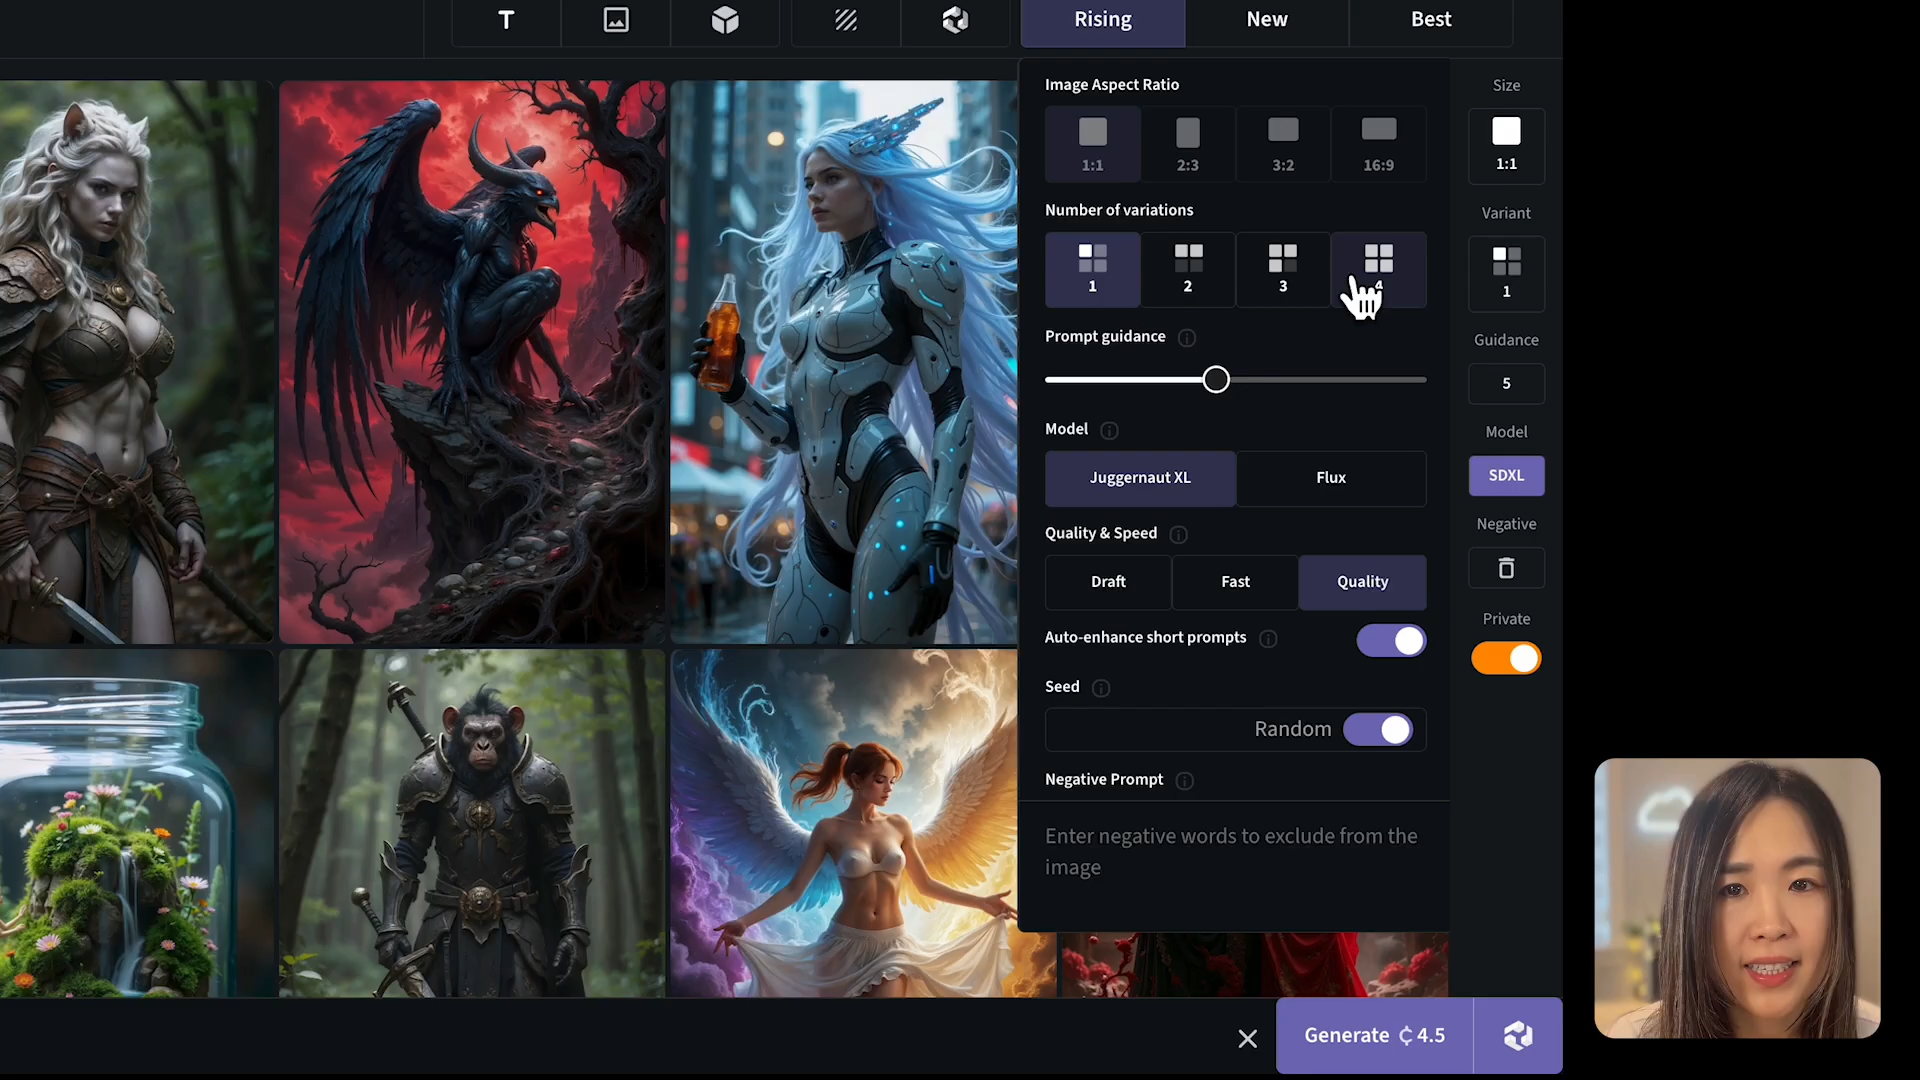 T
Rising
New
Best
Image Aspect Ratio
1:1
2:3
3:2
16:9
Number of variations
1
2
3
4
Prompt guidance
Model
Juggernaut XL
Flux
Quality & Speed
Draft
Fast
Quality
Auto-enhance short prompts
Seed
Random
Negative Prompt
Enter negative words to exclude from the
image
Size
1:1
Variant
1
Guidance
5
Model
SDXL
Negative
Private
Generate ₵ 4.5